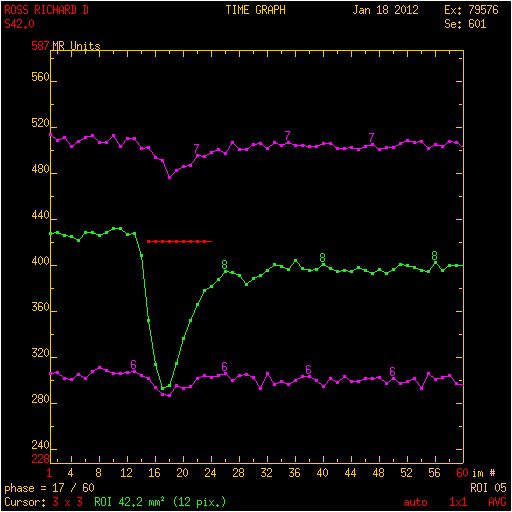 ROSS RICHARD D TIME GRAPH Jan 18 2012 Ex: 79576
S42.0 Se: 601
587 MR Units
560
520
7 7 7
480
440
8 8 8
400
360
320
6 6 6 6
280
240
228
1 4 8 12 16 20 24 28 32 36 40 44 48 52 56 60 im #
phase = 17 / 60 ROI 05
Cursor: 3 x 3 ROI 42.2 mm² (12 pix.) auto 1x1 AVG